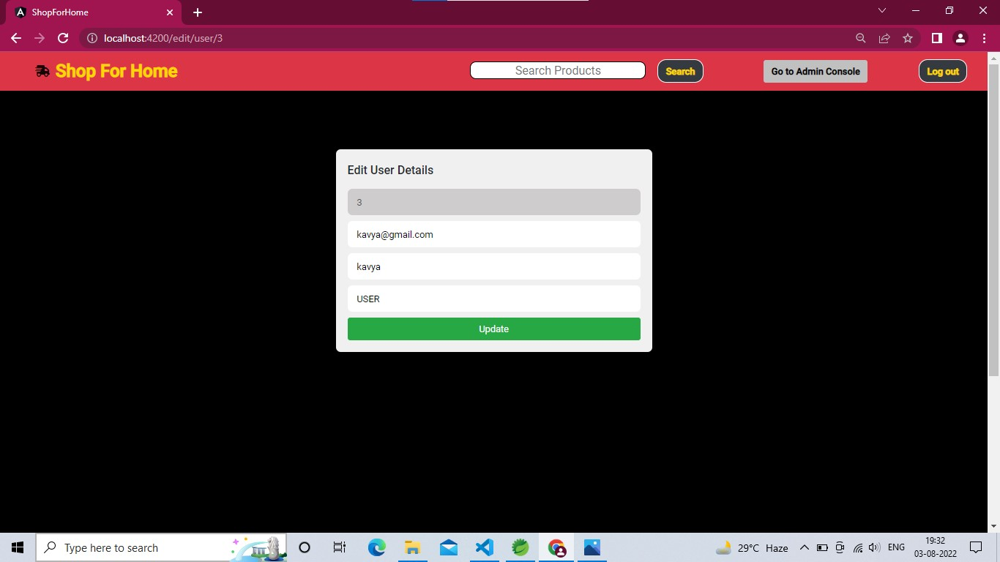 ShopForHome
localhost:4200/edit/user/3
Shop For Home
Search Products
Search
Go to Admin Console
Log out
Edit User Details
3
kavya@gmail.com
kavya
USER
Update
Type here to search
29°C Haze
ENG
19:32
03-08-2022